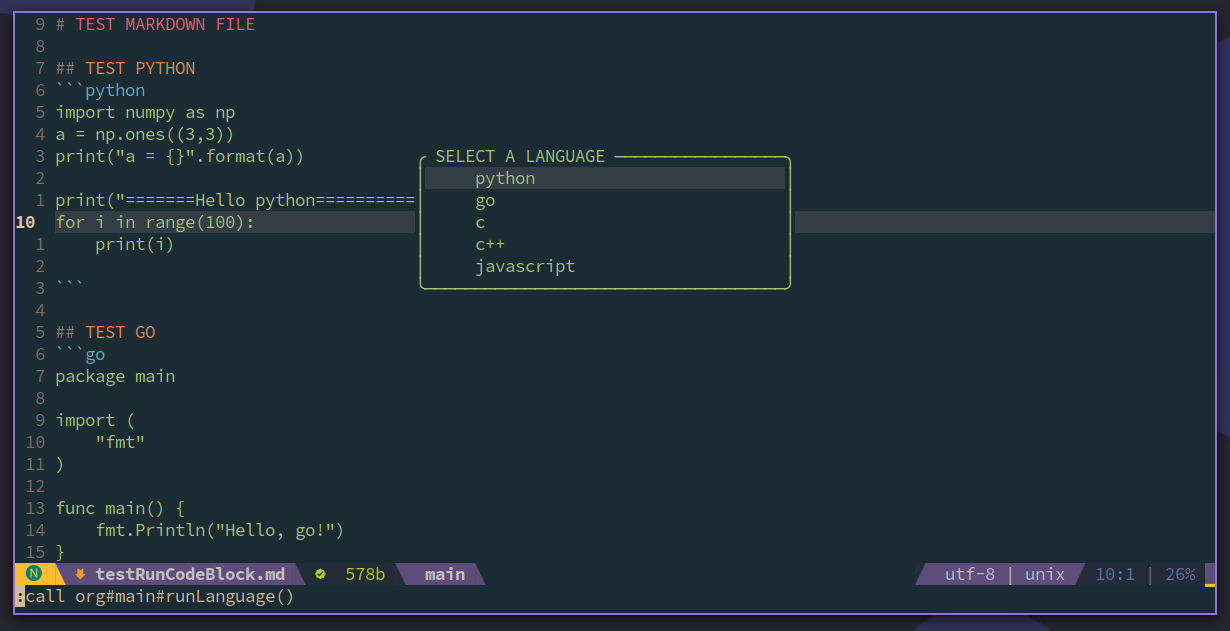 9 # TEST MARKDOWN FILE
8
7 ## TEST PYTHON
6 ```python
5 import numpy as np
4 a = np.ones((3,3))
3 print("a = {}".format(a))
2
1 print("=======Hello python==========
10 for i in range(100):
1     print(i)
2
3 ```
4
5 ## TEST GO
6 ```go
7 package main
8
9 import (
10     "fmt"
11 )
12
13 func main() {
14     fmt.Println("Hello, go!")
15 }
SELECT A LANGUAGE
python
go
c
c++
javascript
N testRunCodeBlock.md 578b main utf-8 | unix 10:1 | 26%
:call org#main#runLanguage()